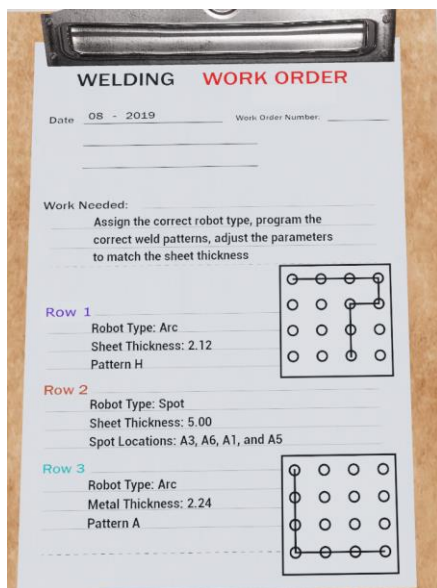 WELDING WORK ORDER
Date 08 - 2019 Work Order Number:
Work Needed:
Assign the correct robot type, program the
correct weld patterns, adjust the parameters
to match the sheet thickness
Row 1
Robot Type: Arc
Sheet Thickness: 2.12
Pattern H
Row 2
Robot Type: Spot
Sheet Thickness: 5.00
Spot Locations: A3, A6, A1, and A5
Row 3
Robot Type: Arc
Metal Thickness: 2.24
Pattern A